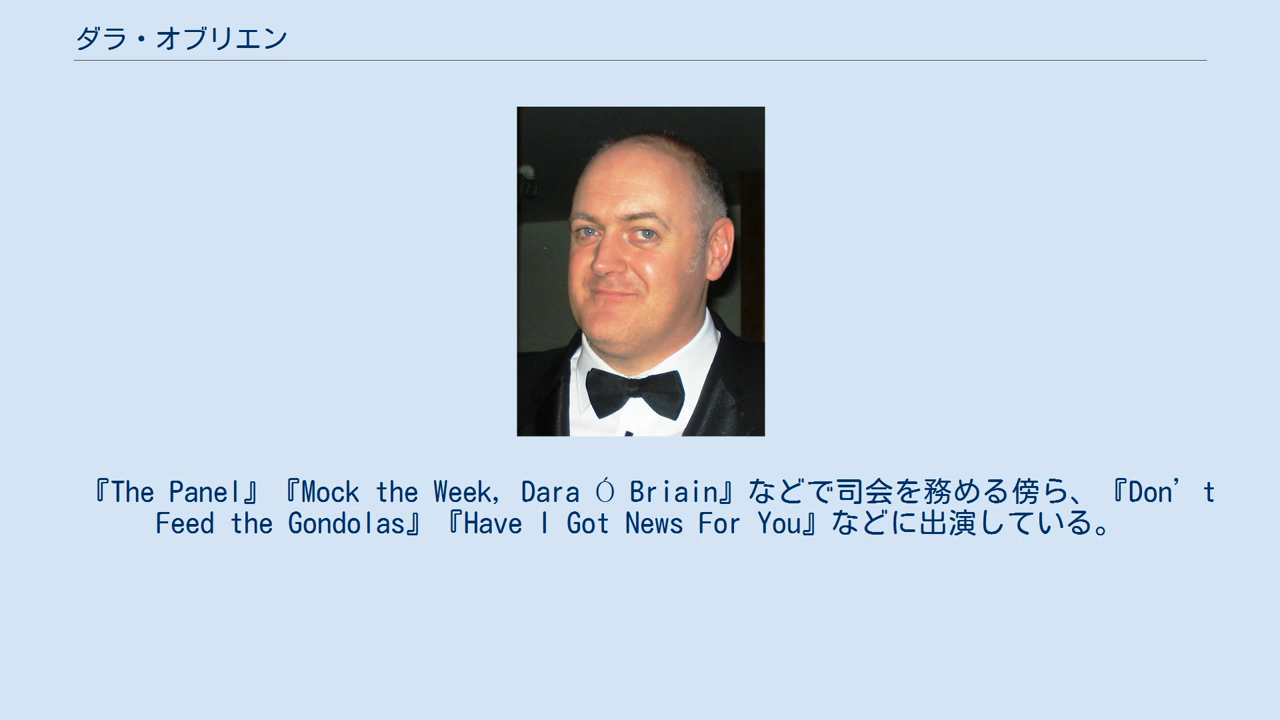 ダラ・オブリエン
『The Panel』『Mock the Week, Dara Ó Briain』などで司会を務める傍ら、『Don’t
Feed the Gondolas』『Have I Got News For You』などに出演している。